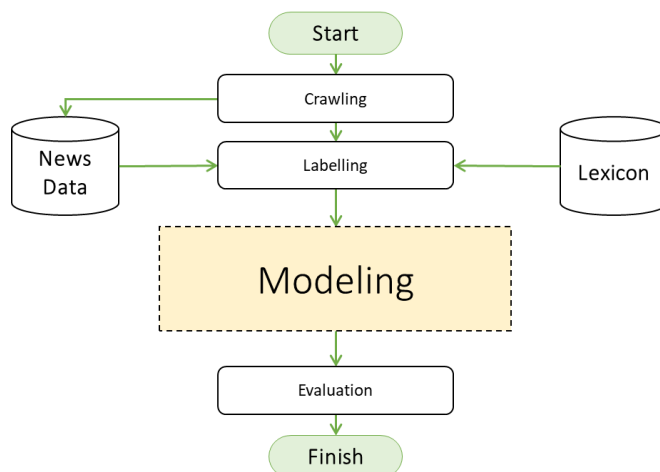 Start
Crawling
News
Data
Labelling
Lexicon
Modeling
Evaluation
Finish